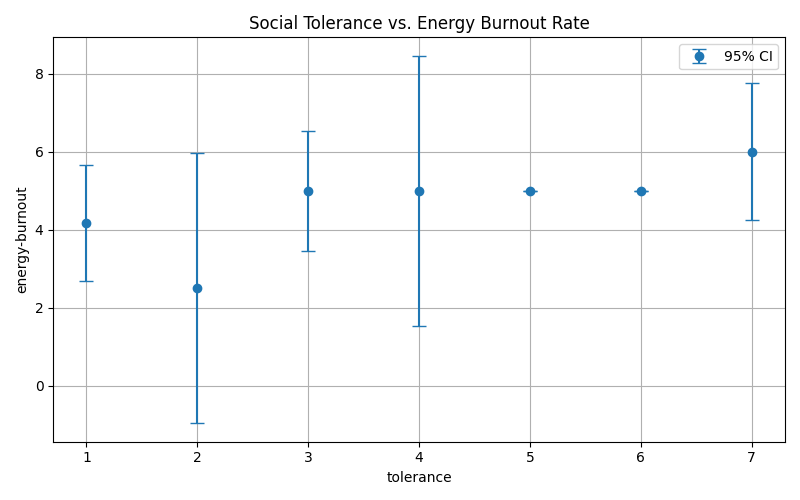 Social Tolerance vs. Energy Burnout Rate
95% CI
8
6
4
2
0
energy-burnout
1 2 3 4 5 6 7
tolerance